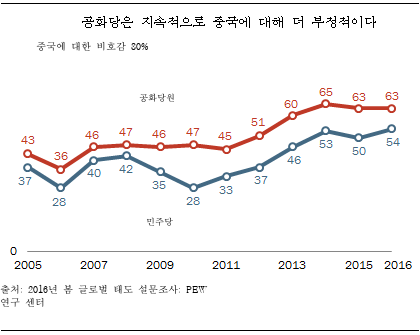 공화당은 지속적으로 중국에 대해 더 부정적이다
중국에 대한 비호감 80%
공화당원
43 36 46 47 46 47 45 51 60 65 63 63
37 28 40 42 35 28 33 37 46 53 50 54
민주당
0
2005 2007 2009 2011 2013 2015 2016
출처: 2016년 봄 글로벌 태도 설문조사: PEW
연구 센터